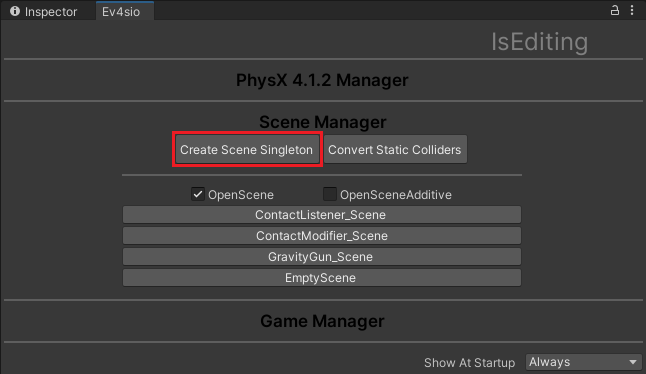 Inspector Ev4sio
IsEditing
PhysX 4.1.2 Manager
Scene Manager
Create Scene Singleton Convert Static Colliders
OpenScene OpenSceneAdditive
ContactListener_Scene
ContactModifier_Scene
GravityGun_Scene
EmptyScene
Game Manager
Show At Startup Always